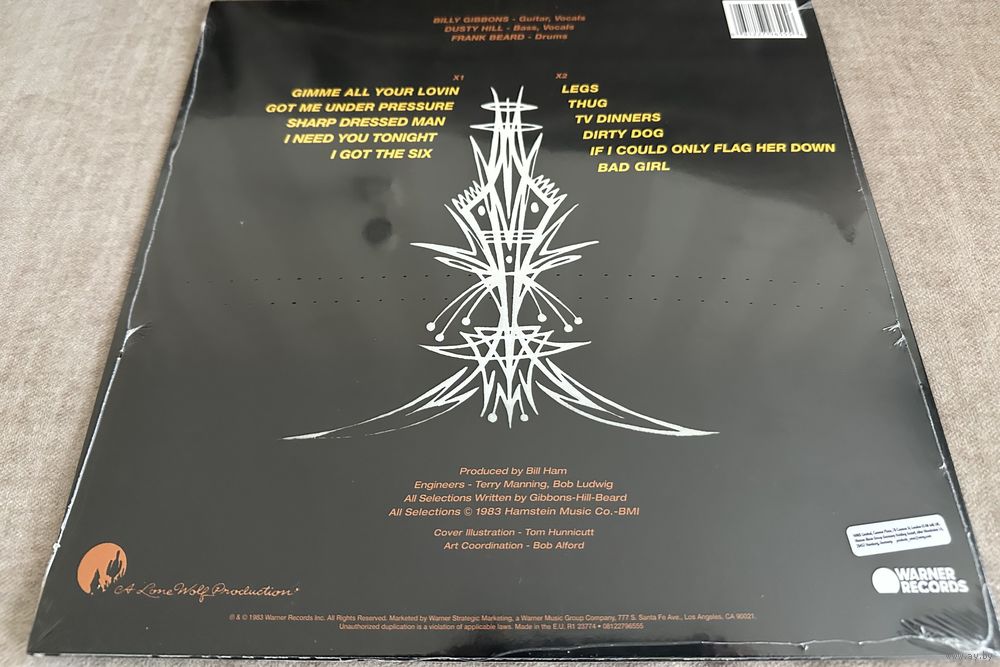 BILLY GIBBONS - Guitar, Vocals
DUSTY HILL - Bass, Vocals
FRANK BEARD - Drums
X1
GIMME ALL YOUR LOVIN
GOT ME UNDER PRESSURE
SHARP DRESSED MAN
I NEED YOU TONIGHT
I GOT THE SIX
X2
LEGS
THUG
TV DINNERS
DIRTY DOG
IF I COULD ONLY FLAG HER DOWN
BAD GIRL
Produced by Bill Ham
Engineers - Terry Manning, Bob Ludwig
All Selections Written by Gibbons-Hill-Beard
All Selections © 1983 Hamstein Music Co.-BMI
Cover Illustration - Tom Hunnicutt
Art Coordination - Bob Alford
A Lone Wolf Production
WARNER
RECORDS
℗ & © 1983 Warner Records Inc. All Rights Reserved. Marketed by Warner Strategic Marketing, a Warner Music Group Company, 777 S. Santa Fe Ave., Los Angeles, CA 90021.
Unauthorized duplication is a violation of applicable laws. Made in the E.U. R1 23774 • 08122796555
www.ay.by